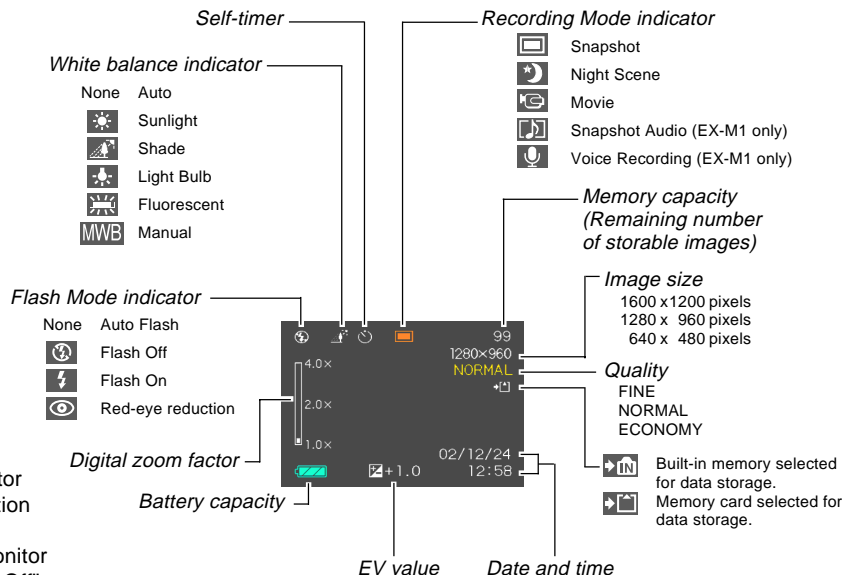 Self-timer
Recording Mode indicator
Snapshot
Night Scene
Movie
Snapshot Audio (EX-M1 only)
Voice Recording (EX-M1 only)
White balance indicator
None Auto
Sunlight
Shade
Light Bulb
Fluorescent
MWB Manual
Memory capacity
(Remaining number
of storable images)
Image size
1600 x1200 pixels
1280 x 960 pixels
640 x 480 pixels
Flash Mode indicator
None Auto Flash
Flash Off
Flash On
Red-eye reduction
99
1280×960
NORMAL
4.0×
2.0×
1.0×
02/12/24
+1.0 12:58
Quality
FINE
NORMAL
ECONOMY
IN Built-in memory selected
for data storage.
Memory card selected for
data storage.
Digital zoom factor
Battery capacity
EV value
Date and time
tor
tion
onitor
Off"